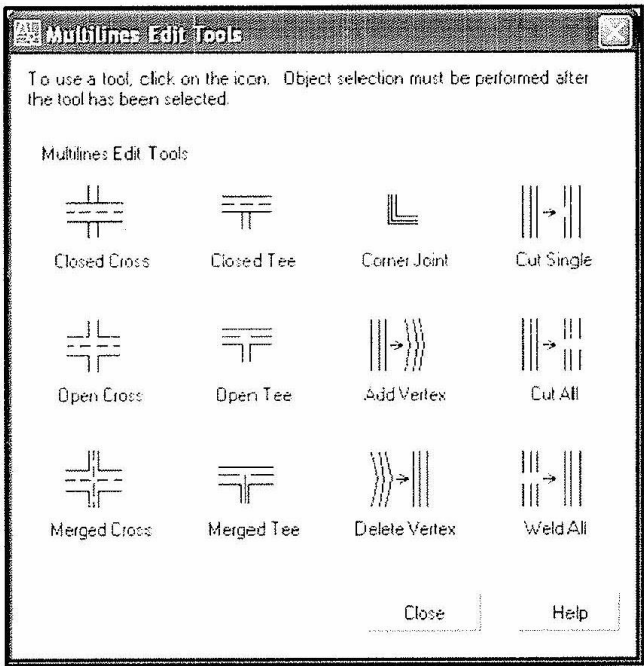 Multilines Edit Tools
To use a tool, click on the icon. Object selection must be performed after
the tool has been selected.
Multilines Edit Tools
Closed Cross Closed Tee Corner Joint Cut Single
Open Cross Open Tee Add Vertex Cut All
Merged Cross Merged Tee Delete Vertex Weld All
Close Help